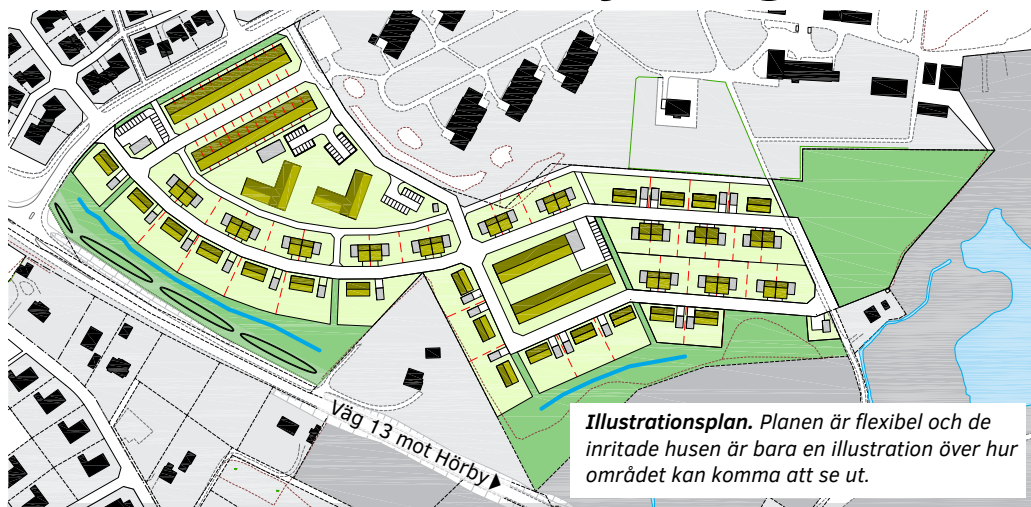 Väg 13 mot Hörby
Illustrationsplan. Planen är flexibel och de
inritade husen är bara en illustration över hur
området kan komma att se ut.